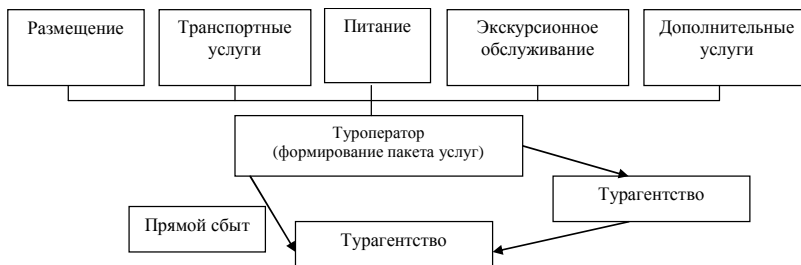 Размещение
Транспортные
услуги
Питание
Экскурсионное
обслуживание
Дополнительные
услуги
Туроператор
(формирование пакета услуг)
Турагентство
Прямой сбыт
Турагентство